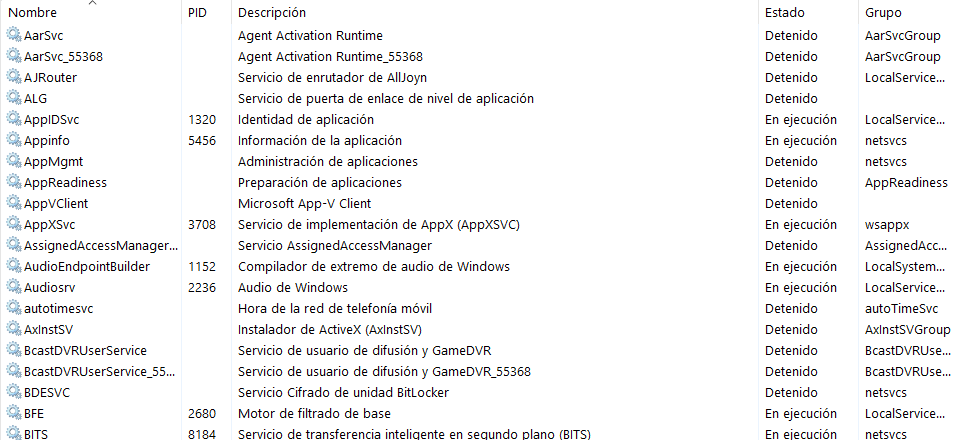 Nombre PID Descripción Estado Grupo
AarSvc Agent Activation Runtime Detenido AarSvcGroup
AarSvc_55368 Agent Activation Runtime_55368 Detenido AarSvcGroup
AJRouter Servicio de enrutador de AllJoyn Detenido LocalService...
ALG Servicio de puerta de enlace de nivel de aplicación Detenido
AppIDSvc 1320 Identidad de aplicación En ejecución LocalService...
Appinfo 5456 Información de la aplicación En ejecución netsvcs
AppMgmt Administración de aplicaciones Detenido netsvcs
AppReadiness Preparación de aplicaciones Detenido AppReadiness
AppVClient Microsoft App-V Client Detenido
AppXSvc 3708 Servicio de implementación de AppX (AppXSVC) En ejecución wsappx
AssignedAccessManager... Servicio AssignedAccessManager Detenido AssignedAcc...
AudioEndpointBuilder 1152 Compilador de extremo de audio de Windows En ejecución LocalSystem...
Audiosrv 2236 Audio de Windows En ejecución LocalService...
autotimesvc Hora de la red de telefonía móvil Detenido autoTimeSvc
AxInstSV Instalador de ActiveX (AxInstSV) Detenido AxInstSVGroup
BcastDVRUserService Servicio de usuario de difusión y GameDVR Detenido BcastDVRUse...
BcastDVRUserService_55... Servicio de usuario de difusión y GameDVR_55368 Detenido BcastDVRUse...
BDESVC Servicio Cifrado de unidad BitLocker Detenido netsvcs
BFE 2680 Motor de filtrado de base En ejecución LocalService...
BITS 8184 Servicio de transferencia inteligente en segundo plano (BITS) En ejecución netsvcs